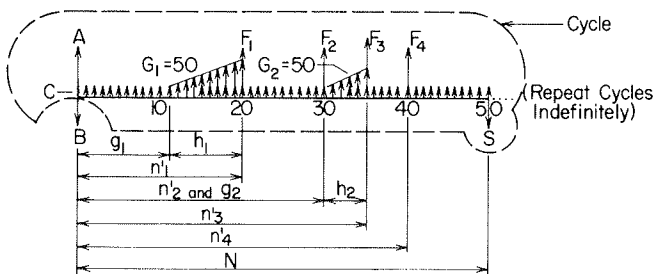 Cycle
A F₁ F₂ F₃ F₄
G₁=50 G₂=50
C (Repeat Cycles
10 20 30 35 40 50 Indefinitely)
B g₁ h₁ S
n'₁
n'₂ and g₂ h₂
n'₃
n'₄
N